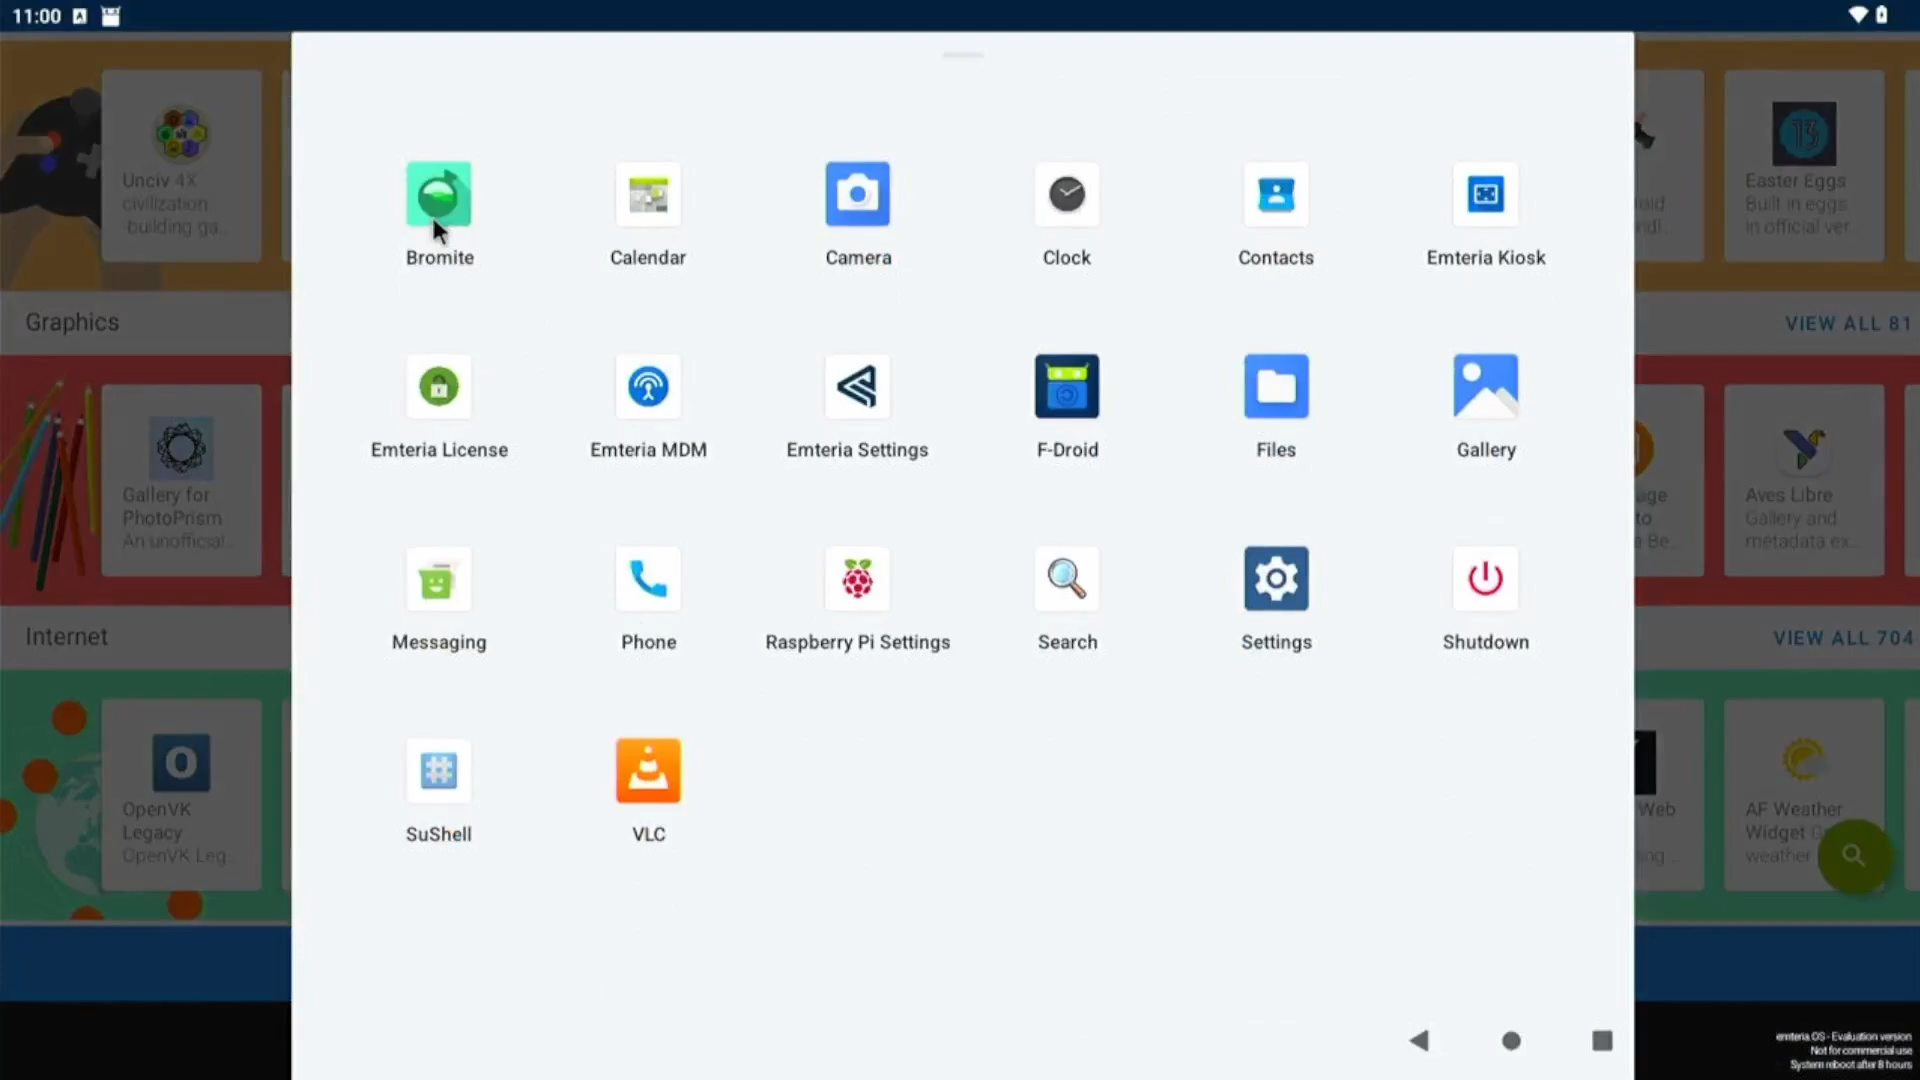 11:00
Unciv 4X
civilization
building ga..
Easter Eggs
Built in eggs
in official ver..
Bromite
Calendar
Camera
Clock
Contacts
Emteria Kiosk
Graphics
VIEW ALL 81
Gallery for
PhotoPrism
An unofficial..
Aves Libre
Gallery and
metadata ex..
Emteria License
Emteria MDM
Emteria Settings
F-Droid
Files
Gallery
Messaging
Phone
Raspberry Pi Settings
Search
Settings
Shutdown
Internet
VIEW ALL 704
OpenVK
Legacy
OpenVK Leg
Web
AF Weather
Widget
weather
SuShell
VLC
emteria.OS - Evaluation version
Not for commercial use
System reboot after 8 hours